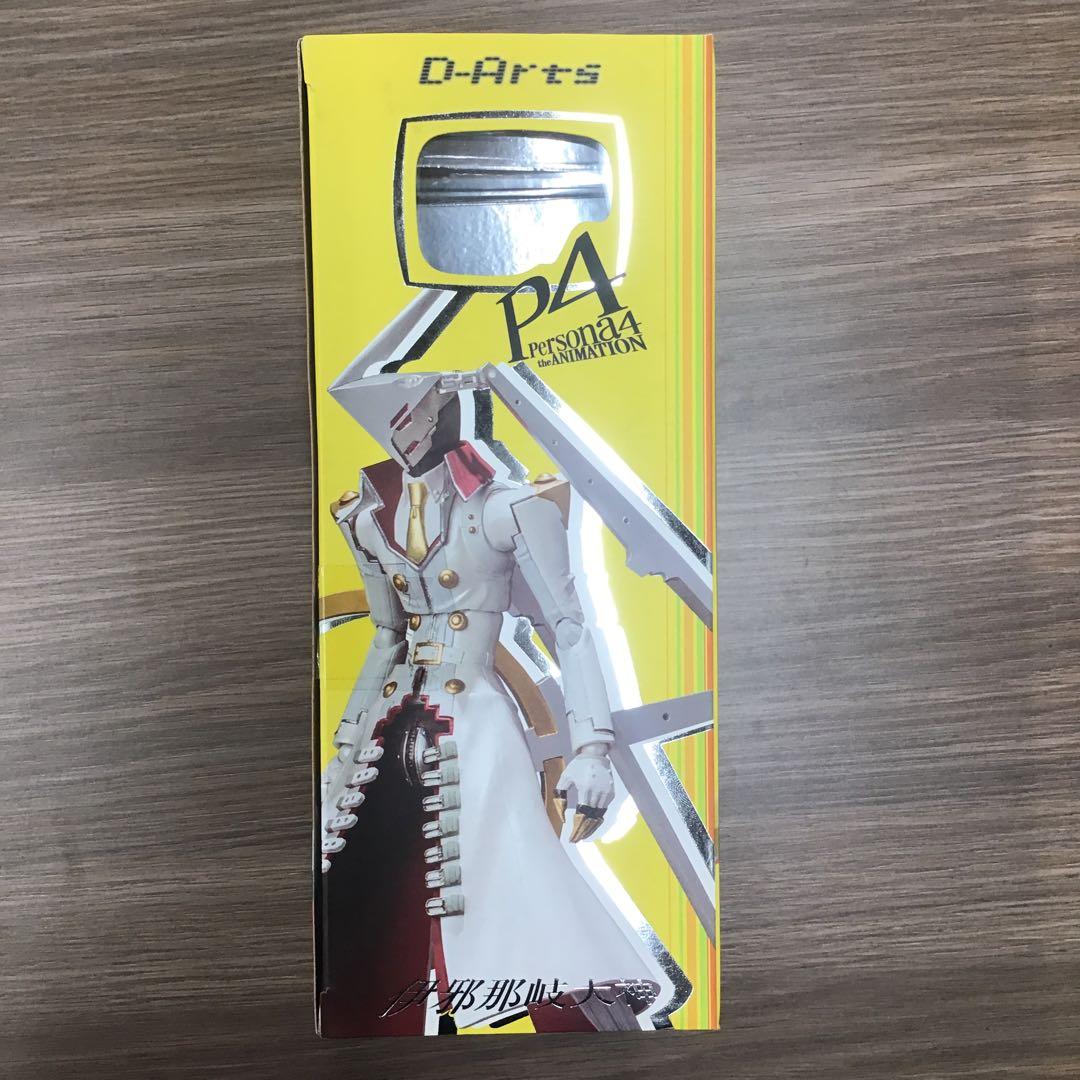 D-Arts
P4
Persona4
the ANIMATION
伊邪那岐大神